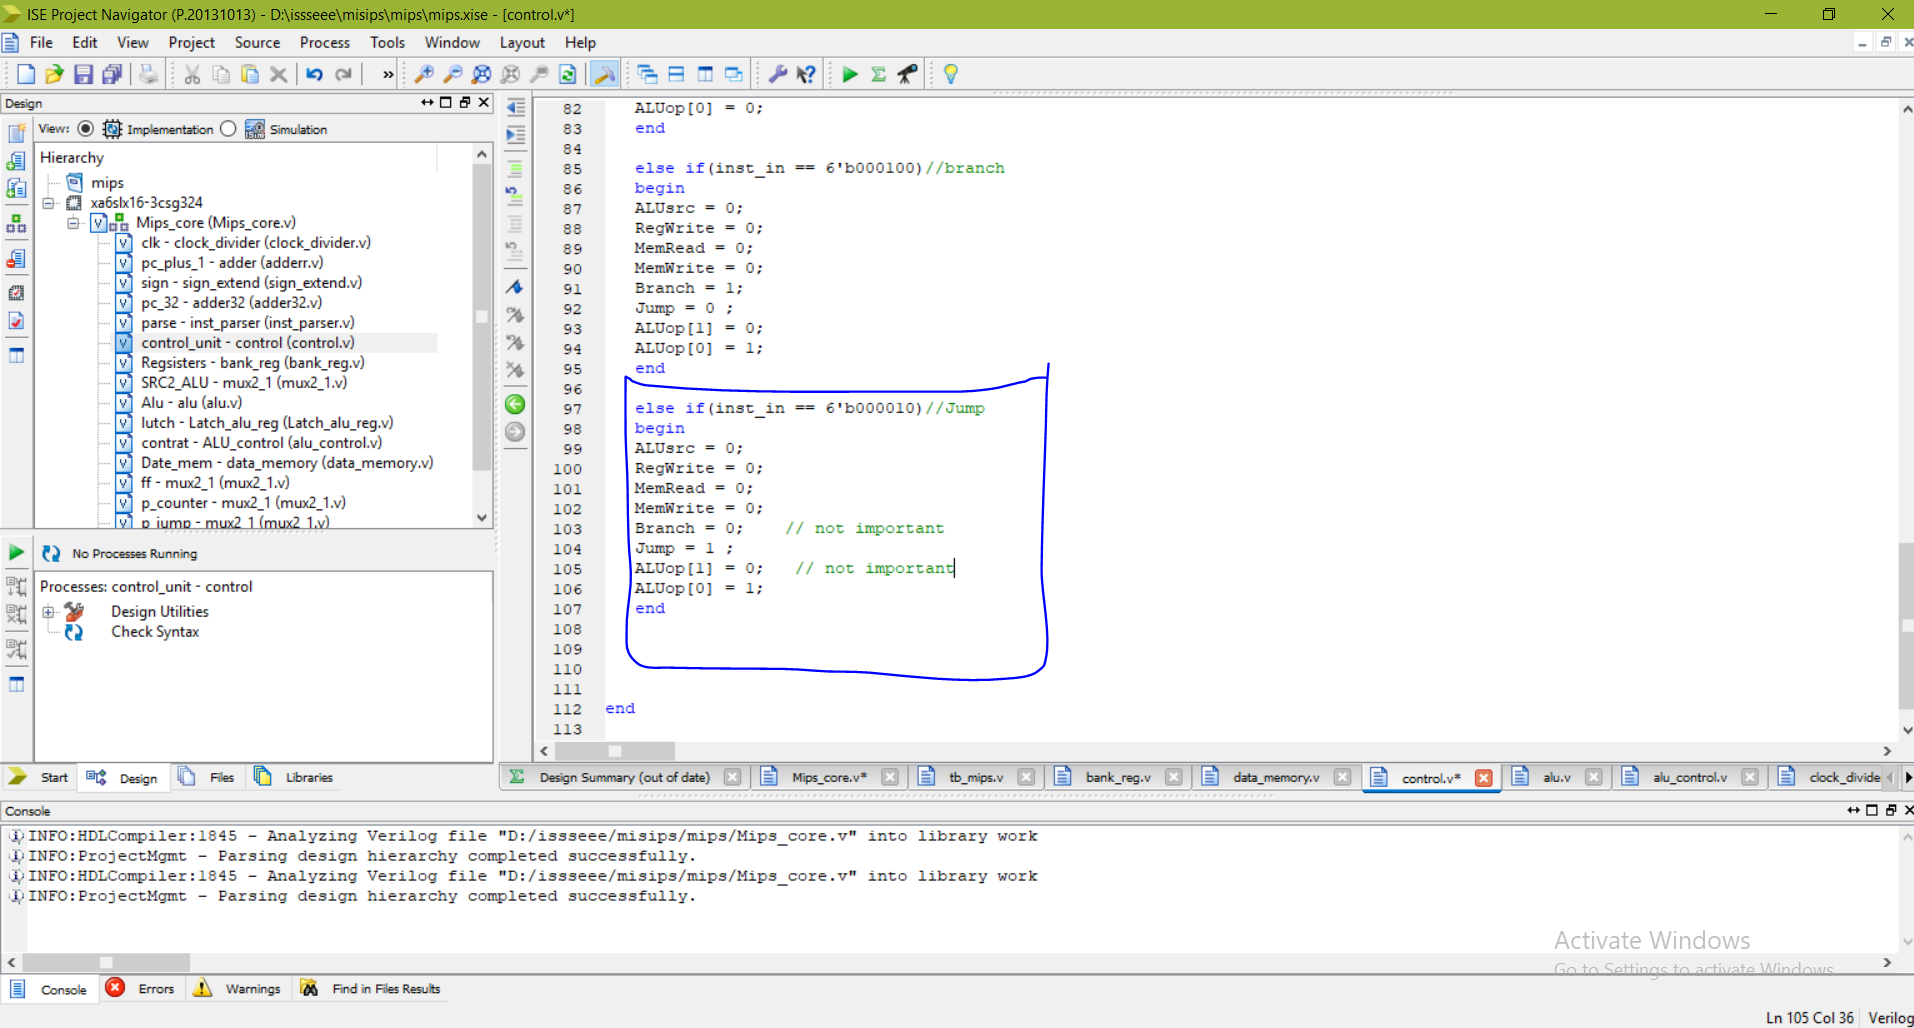 ISE Project Navigator (P.20131013) - D:\issseee\misips\mips\mips.xise - [control.v*]
File Edit View Project Source Process Tools Window Layout Help
Design
View: Implementation Simulation
Hierarchy
mips
xa6slx16-3csg324
Mips_core (Mips_core.v)
clk - clock_divider (clock_divider.v)
pc_plus_1 - adder (adderr.v)
sign - sign_extend (sign_extend.v)
pc_32 - adder32 (adder32.v)
parse - inst_parser (inst_parser.v)
control_unit - control (control.v)
Regsisters - bank_reg (bank_reg.v)
SRC2_ALU - mux2_1 (mux2_1.v)
Alu - alu (alu.v)
lutch - Latch_alu_reg (Latch_alu_reg.v)
contrat - ALU_control (alu_control.v)
Date_mem - data_memory (data_memory.v)
ff - mux2_1 (mux2_1.v)
p_counter - mux2_1 (mux2_1.v)
p_jump - mux2_1 (mux2_1.v)
No Processes Running
Processes: control_unit - control
Design Utilities
Check Syntax
Start Design Files Libraries
82 ALUop[0] = 0;
83 end
84
85 else if(inst_in == 6'b000100)//branch
86 begin
87 ALUsrc = 0;
88 RegWrite = 0;
89 MemRead = 0;
90 MemWrite = 0;
91 Branch = 1;
92 Jump = 0 ;
93 ALUop[1] = 0;
94 ALUop[0] = 1;
95 end
96
97 else if(inst_in == 6'b000010)//Jump
98 begin
99 ALUsrc = 0;
100 RegWrite = 0;
101 MemRead = 0;
102 MemWrite = 0;
103 Branch = 0; // not important
104 Jump = 1 ;
105 ALUop[1] = 0; // not important
106 ALUop[0] = 1;
107 end
108
109
110
111
112 end
113
Design Summary (out of date) Mips_core.v* tb_mips.v bank_reg.v data_memory.v control.v* alu.v alu_control.v clock_divide
Console
INFO:HDLCompiler:1845 - Analyzing Verilog file "D:/issseee/misips/mips/Mips_core.v" into library work
INFO:ProjectMgmt - Parsing design hierarchy completed successfully.
INFO:HDLCompiler:1845 - Analyzing Verilog file "D:/issseee/misips/mips/Mips_core.v" into library work
INFO:ProjectMgmt - Parsing design hierarchy completed successfully.
Activate Windows
Go to Settings to activate Windows.
Console Errors Warnings Find in Files Results
Ln 105 Col 36 Verilog